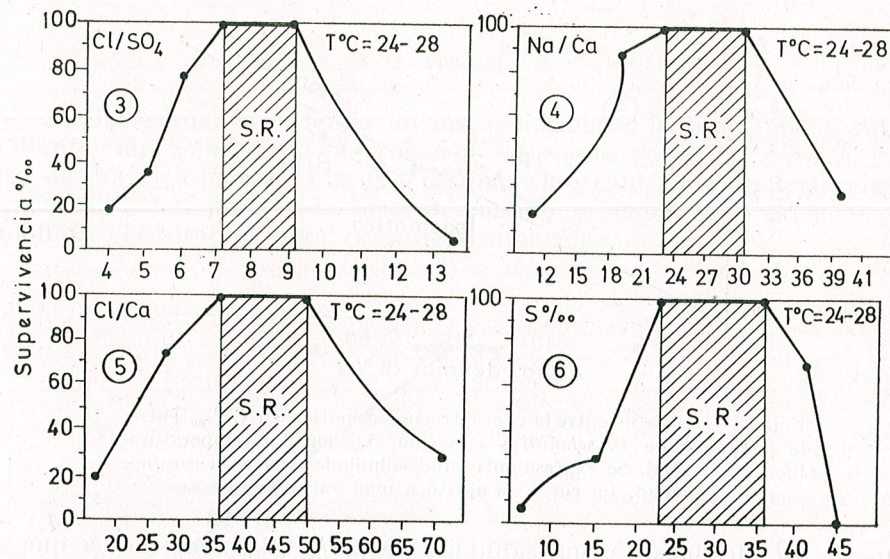 Supervivencia °%₀₀
100
80
60
40
20
0
Cl/SO₄
T°C=24-28
3
S.R.
4 5 6 7 8 9 10 11 12 13
100
Na/Ca
T°C=24-28
4
S.R.
12 15 18 21 24 27 30 33 36 39 41
100
80
60
40
20
0
Cl/Ca
T°C=24-28
5
S.R.
20 25 30 35 40 45 50 55 60 65 70
100
S°‰
T°C=24-28
6
S.R.
10 15 20 25 30 35 40 45